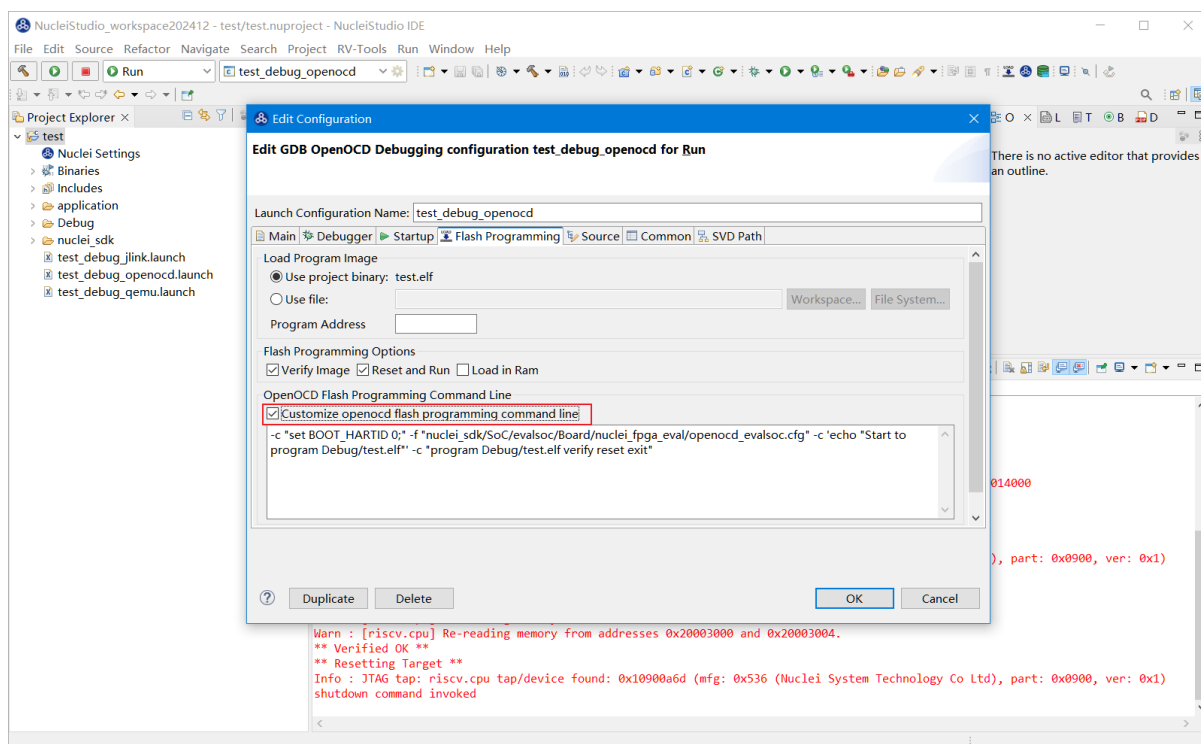 NucleiStudio_workspace202412 - test/test.nuproject - NucleiStudio IDE
File Edit Source Refactor Navigate Search Project RV-Tools Run Window Help
Run
test_debug_openocd
Project Explorer
O L T B D
test
Nuclei Settings
Binaries
Includes
application
Debug
nuclei_sdk
test_debug_jlink.launch
test_debug_openocd.launch
test_debug_qemu.launch
There is no active editor that provides
an outline.
Edit Configuration
Edit GDB OpenOCD Debugging configuration test_debug_openocd for Run
Launch Configuration Name: test_debug_openocd
Main Debugger Startup Flash Programming Source Common SVD Path
Load Program Image
Use project binary: test.elf
Use file: Workspace... File System...
Program Address
Flash Programming Options
Verify Image Reset and Run Load in Ram
OpenOCD Flash Programming Command Line
Customize openocd flash programming command line
-c "set BOOT_HARTID 0;" -f "nuclei_sdk/SoC/evalsoc/Board/nuclei_fpga_eval/openocd_evalsoc.cfg" -c 'echo "Start to
program Debug/test.elf"' -c "program Debug/test.elf verify reset exit"
Duplicate Delete OK Cancel
014000
), part: 0x0900, ver: 0x1)
Warn : [riscv.cpu] Re-reading memory from addresses 0x20003000 and 0x20003004.
** Verified OK **
** Resetting Target **
Info : JTAG tap: riscv.cpu tap/device found: 0x10900a6d (mfg: 0x536 (Nuclei System Technology Co Ltd), part: 0x0900, ver: 0x1)
shutdown command invoked